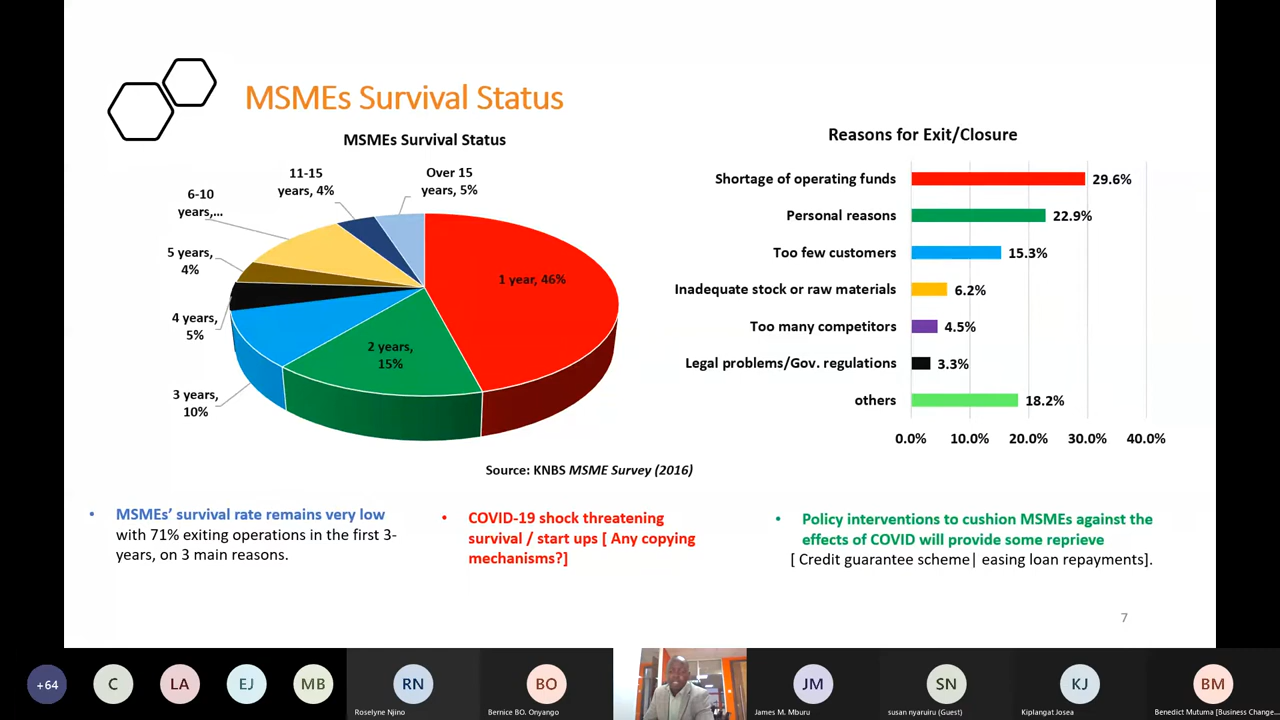 MSMEs Survival Status
MSMEs Survival Status
11-15
years, 4%
Over 15
years, 5%
6-10
years,...
5 years,
4%
4 years,
5%
3 years,
10%
2 years,
15%
1 year, 46%
Reasons for Exit/Closure
Shortage of operating funds 29.6%
Personal reasons 22.9%
Too few customers 15.3%
Inadequate stock or raw materials 6.2%
Too many competitors 4.5%
Legal problems/Gov. regulations 3.3%
others 18.2%
0.0% 10.0% 20.0% 30.0% 40.0%
Source: KNBS MSME Survey (2016)
• MSMEs’ survival rate remains very low
with 71% exiting operations in the first 3-
years, on 3 main reasons.
• COVID-19 shock threatening
survival / start ups [ Any copying
mechanisms?]
• Policy interventions to cushion MSMEs against the
effects of COVID will provide some reprieve
[ Credit guarantee scheme| easing loan repayments].
7
+64
C
LA
EJ
MB
RN
Roselyne Njino
BO
Bernice BO. Onyango
JM
James M. Mburu
SN
susan nyaruiru (Guest)
KJ
Kiplangat Josea
BM
Benedict Mutuma [Business Change...